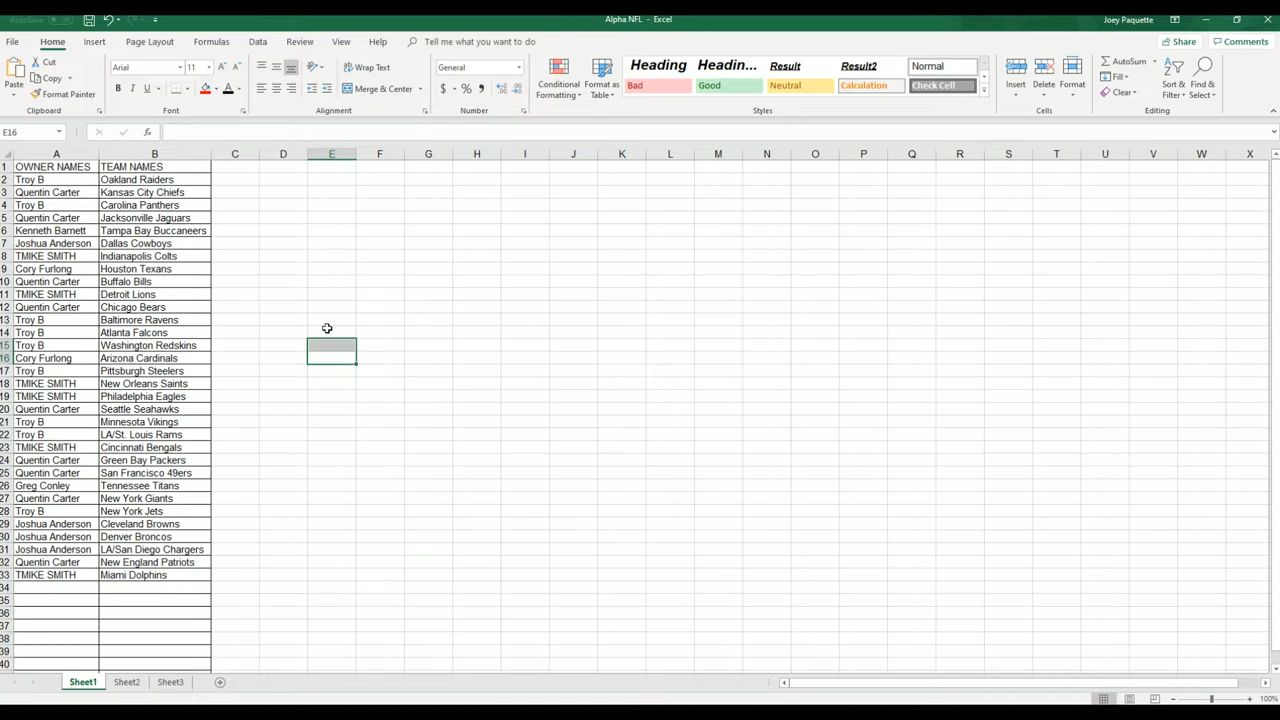 AutoSave Off Alpha NFL - Excel Joey Paquette
File Home Insert Page Layout Formulas Data Review View Help Tell me what you want to do Share Comments
Paste Cut Copy Format Painter
Clipboard
Arial 11
Font
Wrap Text Merge & Center
Alignment
General
Number
Conditional Formatting Format as Table
Heading Headin... Result Result2 Normal
Bad Good Neutral Calculation Check Cell
Styles
Insert Delete Format
Cells
AutoSum Fill Clear Sort & Filter Find & Select
Editing
E16 fx
A B C D E F G H I J K L M N O P Q R S T U V W X
1 OWNER NAMES TEAM NAMES
2 Troy B Oakland Raiders
3 Quentin Carter Kansas City Chiefs
4 Troy B Carolina Panthers
5 Quentin Carter Jacksonville Jaguars
6 Kenneth Barnett Tampa Bay Buccaneers
7 Joshua Anderson Dallas Cowboys
8 TMIKE SMITH Indianapolis Colts
9 Cory Furlong Houston Texans
10 Quentin Carter Buffalo Bills
11 TMIKE SMITH Detroit Lions
12 Quentin Carter Chicago Bears
13 Troy B Baltimore Ravens
14 Troy B Atlanta Falcons
15 Troy B Washington Redskins
16 Cory Furlong Arizona Cardinals
17 Troy B Pittsburgh Steelers
18 TMIKE SMITH New Orleans Saints
19 TMIKE SMITH Philadelphia Eagles
20 Quentin Carter Seattle Seahawks
21 Troy B Minnesota Vikings
22 Troy B LA/St. Louis Rams
23 TMIKE SMITH Cincinnati Bengals
24 Quentin Carter Green Bay Packers
25 Quentin Carter San Francisco 49ers
26 Greg Conley Tennessee Titans
27 Quentin Carter New York Giants
28 Troy B New York Jets
29 Joshua Anderson Cleveland Browns
30 Joshua Anderson Denver Broncos
31 Joshua Anderson LA/San Diego Chargers
32 Quentin Carter New England Patriots
33 TMIKE SMITH Miami Dolphins
34
35
36
37
38
39
40
Sheet1 Sheet2 Sheet3
100%